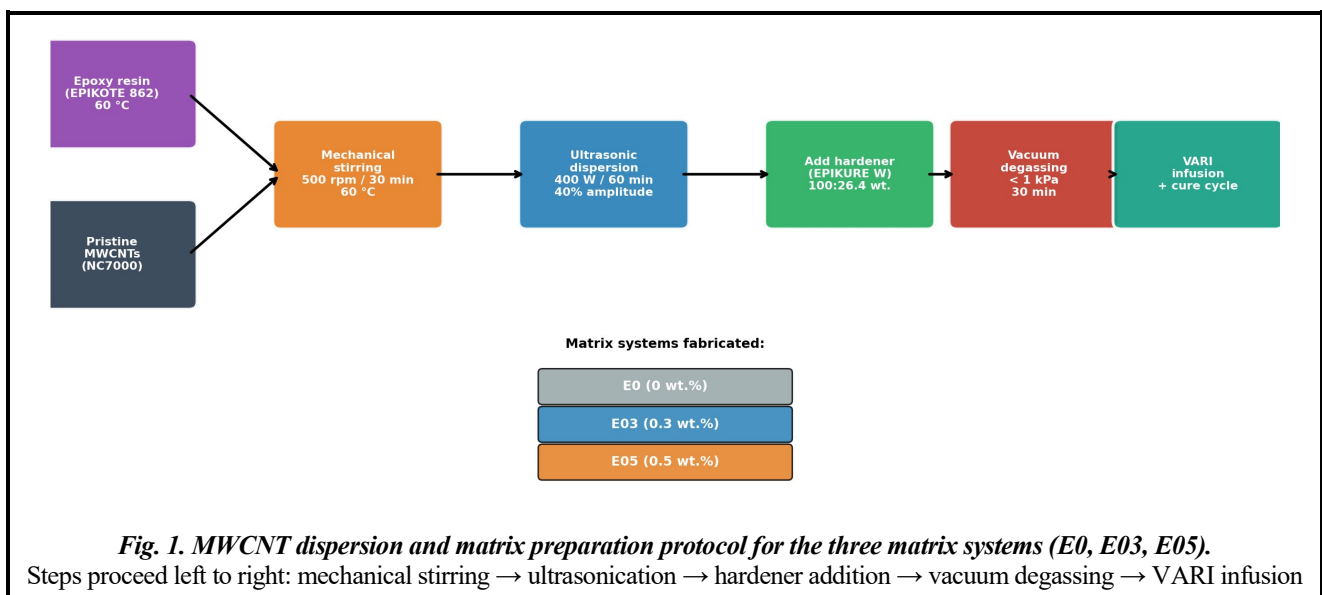 Epoxy resin
(EPIKOTE 862)
60 °C
Pristine
MWCNTs
(NC7000)
Mechanical
stirring
500 rpm / 30 min
60 °C
Ultrasonic
dispersion
400 W / 60 min
40% amplitude
Add hardener
(EPIKURE W)
100:26.4 wt.
Vacuum
degassing
< 1 kPa
30 min
VARI
infusion
+ cure cycle
Matrix systems fabricated:
E0 (0 wt.%)
E03 (0.3 wt.%)
E05 (0.5 wt.%)
Fig. 1. MWCNT dispersion and matrix preparation protocol for the three matrix systems (E0, E03, E05).
Steps proceed left to right: mechanical stirring → ultrasonication → hardener addition → vacuum degassing → VARI infusion